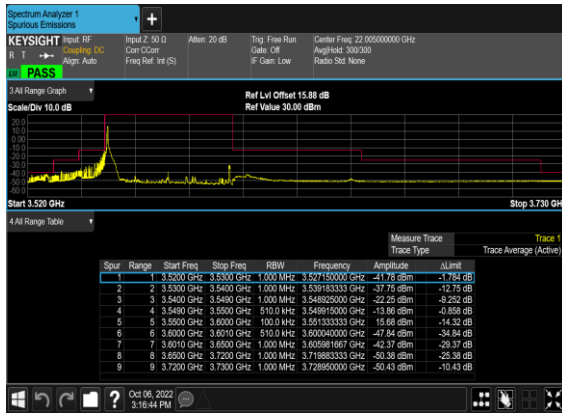 Spectrum Analyzer 1
Spurious Emissions
KEYSIGHT Input: RF Input Z: 50 Ω Atten: 20 dB Trig: Free Run Center Freq: 22.005000000 GHz
R T Coupling: DC Corr CCorr Gate: Off Avg|Hold: 300/300
Align: Auto Freq Ref: Int (S) IF Gain: Low Radio Std: None
PASS
3 All Range Graph
Ref Lvl Offset 15.88 dB
Scale/Div 10.0 dB Ref Value 30.00 dBm
20.0
10.0
0.00
-10.0
-20.0
-30.0
-40.0
-50.0
-60.0
Start 3.520 GHz Stop 3.730 GH
4 All Range Table
Measure Trace Trace 1
Trace Type Trace Average (Active)
Spur Range Start Freq Stop Freq RBW Frequency Amplitude ΔLimit
1 1 3.5200 GHz 3.5300 GHz 1.000 MHz 3.527150000 GHz -41.78 dBm -1.784 dB
2 2 3.5300 GHz 3.5400 GHz 1.000 MHz 3.539183333 GHz -37.75 dBm -12.75 dB
3 3 3.5400 GHz 3.5490 GHz 1.000 MHz 3.548925000 GHz -22.25 dBm -9.252 dB
4 4 3.5490 GHz 3.5500 GHz 510.0 kHz 3.549915000 GHz -13.86 dBm -0.858 dB
5 5 3.5500 GHz 3.6000 GHz 100.0 kHz 3.551333333 GHz 15.68 dBm -14.32 dB
6 6 3.6000 GHz 3.6010 GHz 510.0 kHz 3.600040000 GHz -47.84 dBm -34.84 dB
7 7 3.6010 GHz 3.6500 GHz 1.000 MHz 3.605981667 GHz -42.37 dBm -29.37 dB
8 8 3.6500 GHz 3.7200 GHz 1.000 MHz 3.719883333 GHz -50.38 dBm -25.38 dB
9 9 3.7200 GHz 3.7300 GHz 1.000 MHz 3.728950000 GHz -50.43 dBm -10.43 dB
Oct 06, 2022
3:16:44 PM